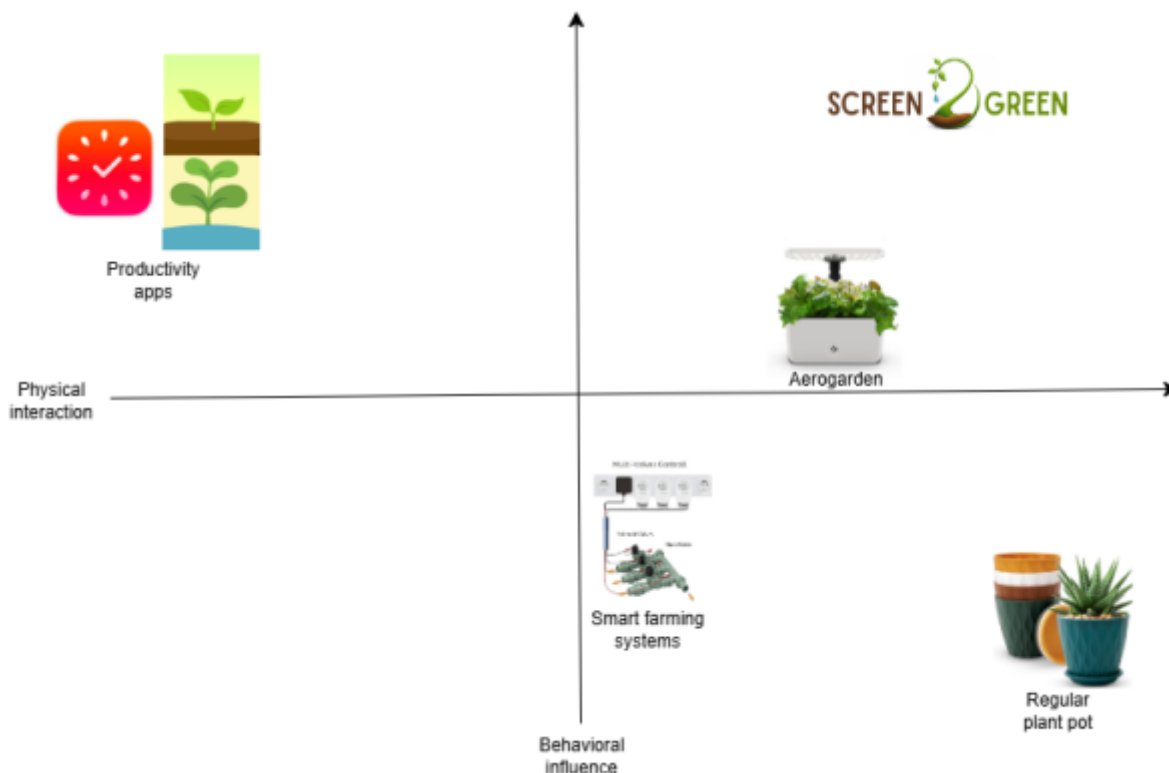 SCREEN GREEN
Productivity
apps
Aerogarden
Physical
interaction
Smart farming
systems
Regular
plant pot
Behavioral
influence